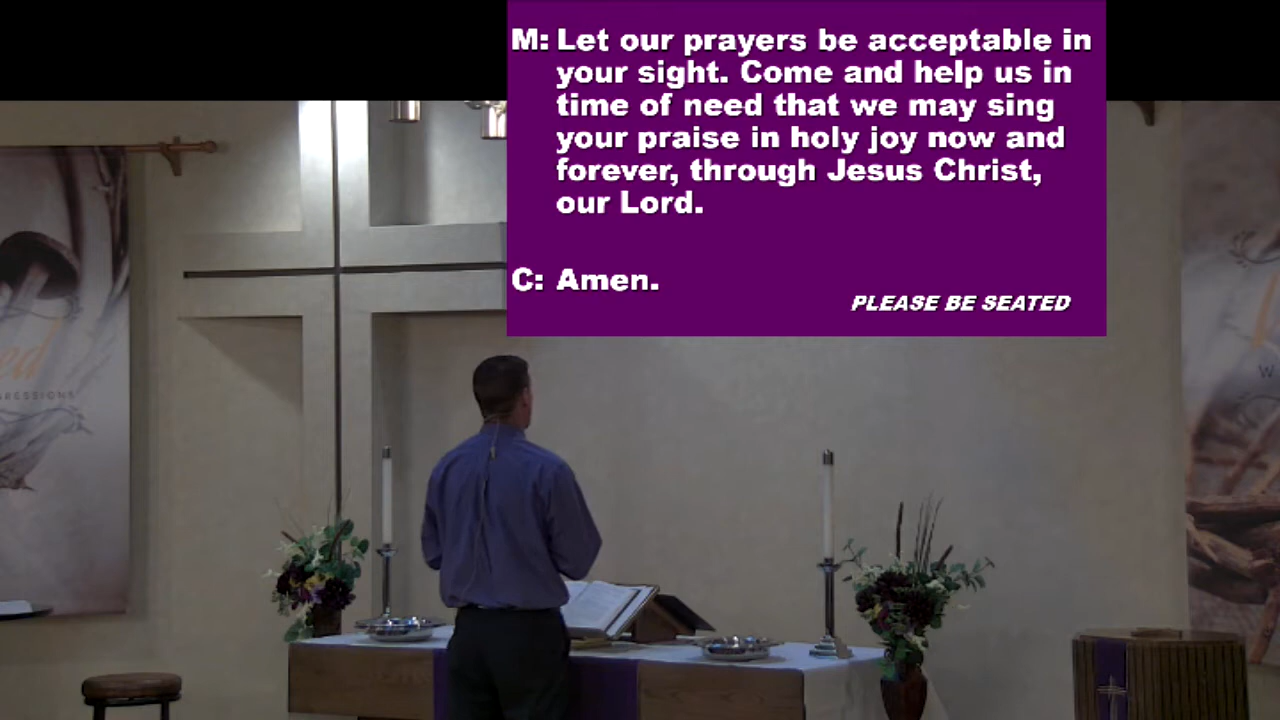 M: Let our prayers be acceptable in
your sight. Come and help us in
time of need that we may sing
your praise in holy joy now and
forever, through Jesus Christ,
our Lord.
C: Amen.
PLEASE BE SEATED